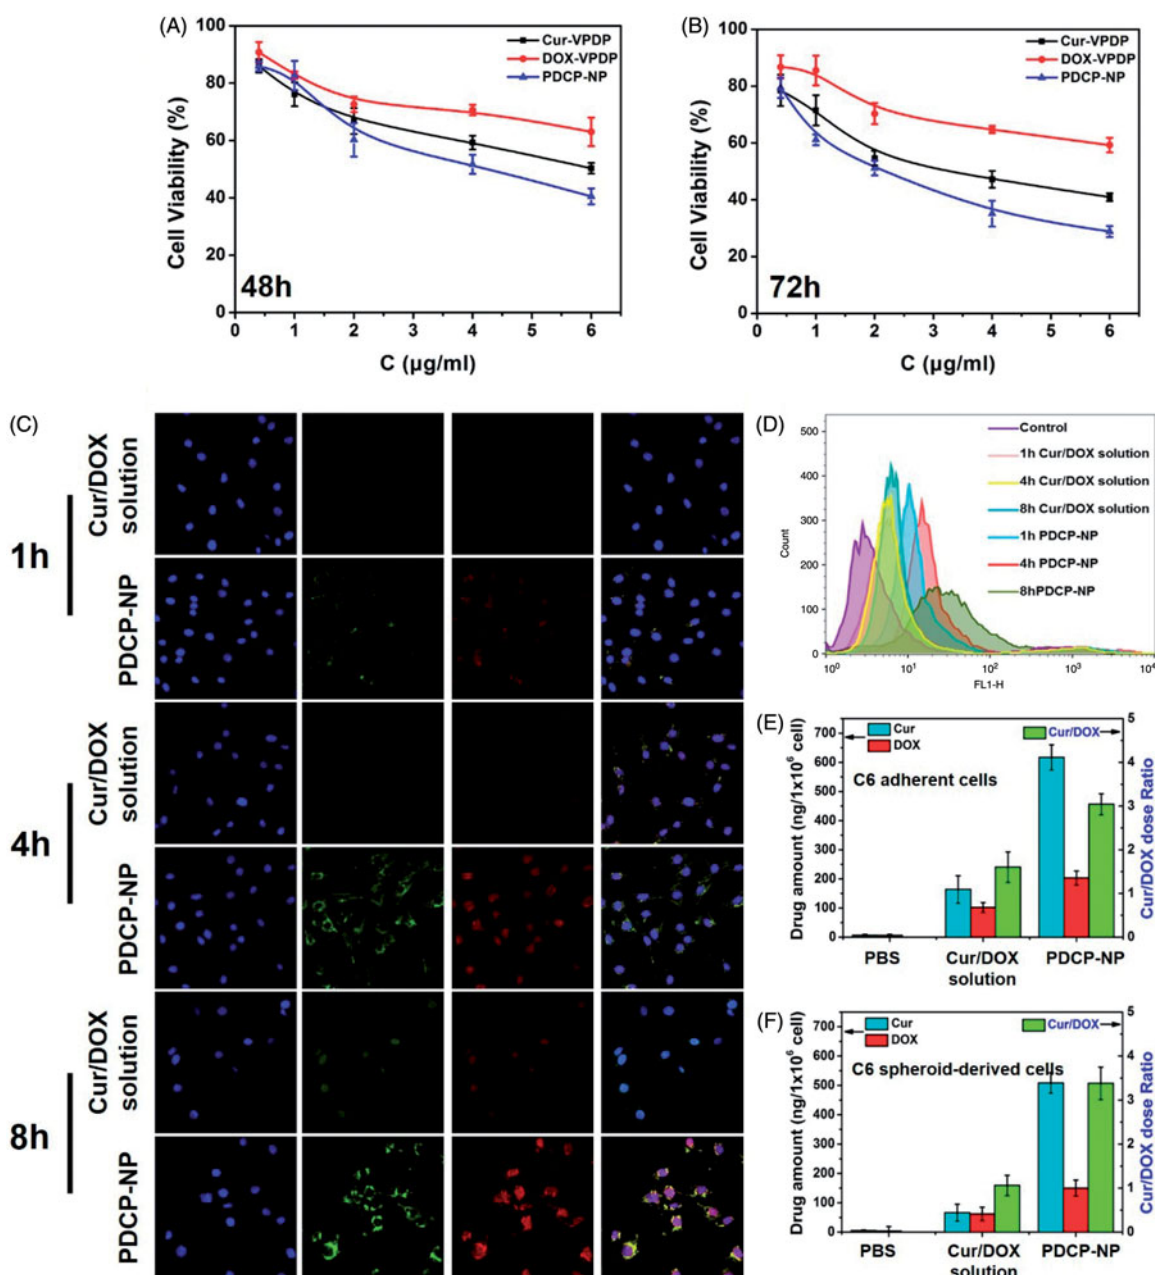 (A)
100
80
60
40
20
0
Cell Viability (%)
Cur-VPDP
DOX-VPDP
PDCP-NP
48h
0 1 2 3 4 5 6
C (µg/ml)
(B)
100
80
60
40
20
0
Cell Viability (%)
Cur-VPDP
DOX-VPDP
PDCP-NP
72h
0 1 2 3 4 5 6
C (µg/ml)
(C)
1h
Cur/DOX
solution
PDCP-NP
4h
Cur/DOX
solution
PDCP-NP
8h
Cur/DOX
solution
PDCP-NP
(D)
500
400
300
200
100
0
Count
Control
1h Cur/DOX solution
4h Cur/DOX solution
8h Cur/DOX solution
1h PDCP-NP
4h PDCP-NP
8hPDCP-NP
10⁰ 10¹ 10² 10³ 10⁴
FL1-H
(E)
700
600
500
400
300
200
100
0
Drug amount (ng/1x10⁶ cell)
Cur
DOX
Cur/DOX
C6 adherent cells
5
4
3
2
1
0
Cur/DOX dose Ratio
PBS Cur/DOX solution PDCP-NP
(F)
700
600
500
400
300
200
100
0
Drug amount (ng/1x10⁶ cell)
Cur
DOX
Cur/DOX
C6 spheroid-derived cells
5
4
3
2
1
0
Cur/DOX dose Ratio
PBS Cur/DOX solution PDCP-NP